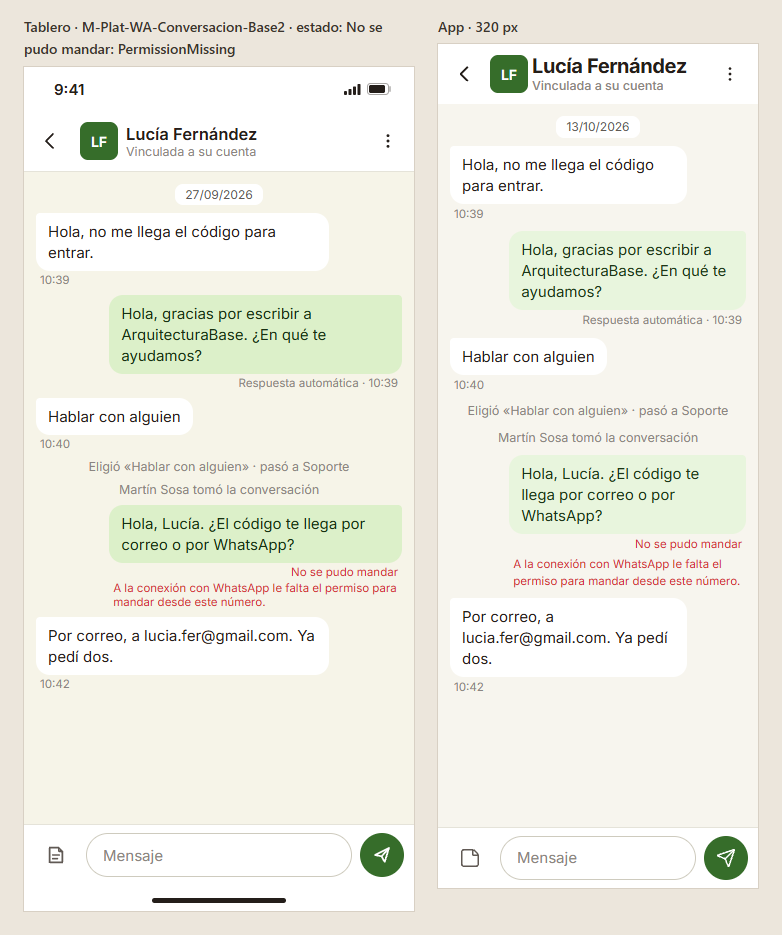 Tablero · M-Plat-WA-Conversacion-Base2 · estado: No se
pudo mandar: PermissionMissing
9:41
LF
Lucía Fernández
Vinculada a su cuenta
27/09/2026
Hola, no me llega el código para
entrar.
10:39
Hola, gracias por escribir a
ArquitecturaBase. ¿En qué te
ayudamos?
Respuesta automática · 10:39
Hablar con alguien
10:40
Eligió «Hablar con alguien» · pasó a Soporte
Martín Sosa tomó la conversación
Hola, Lucía. ¿El código te llega por
correo o por WhatsApp?
No se pudo mandar
A la conexión con WhatsApp le falta el permiso para
mandar desde este número.
Por correo, a lucia.fer@gmail.com. Ya
pedí dos.
10:42
Mensaje
App · 320 px
LF
Lucía Fernández
Vinculada a su cuenta
13/10/2026
Hola, no me llega el código
para entrar.
10:39
Hola, gracias por escribir a
ArquitecturaBase. ¿En qué te
ayudamos?
Respuesta automática · 10:39
Hablar con alguien
10:40
Eligió «Hablar con alguien» · pasó a Soporte
Martín Sosa tomó la conversación
Hola, Lucía. ¿El código te
llega por correo o por
WhatsApp?
No se pudo mandar
A la conexión con WhatsApp le falta el
permiso para mandar desde este número.
Por correo, a
lucia.fer@gmail.com. Ya pedí
dos.
10:42
Mensaje